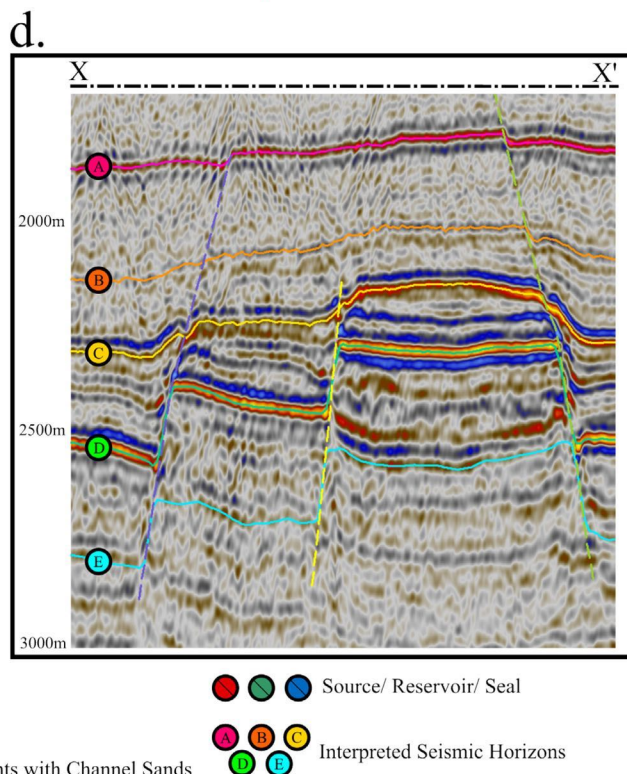 d.
X X'
A
2000m
B
C
2500m
D
E
3000m
Source/ Reservoir/ Seal
A B C
D E
Interpreted Seismic Horizons
nts with Channel Sands